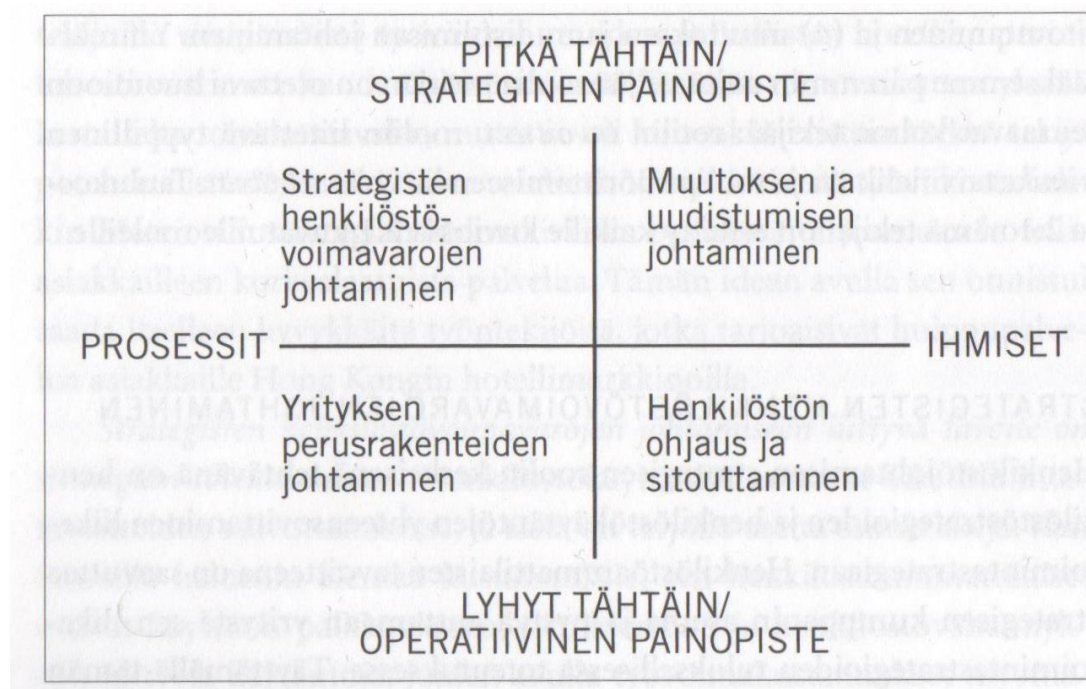 PITKÄ TÄHTÄIN/
STRATEGINEN PAINOPISTE
Strategisten
henkilöstö-
voimavarojen
johtaminen
Muutoksen ja
uudistumisen
johtaminen
PROSESSIT
IHMISET
Yrityksen
perusrakenteiden
johtaminen
Henkilöstön
ohjaus ja
sitouttaminen
LYHYT TÄHTÄIN/
OPERATIIVINEN PAINOPISTE